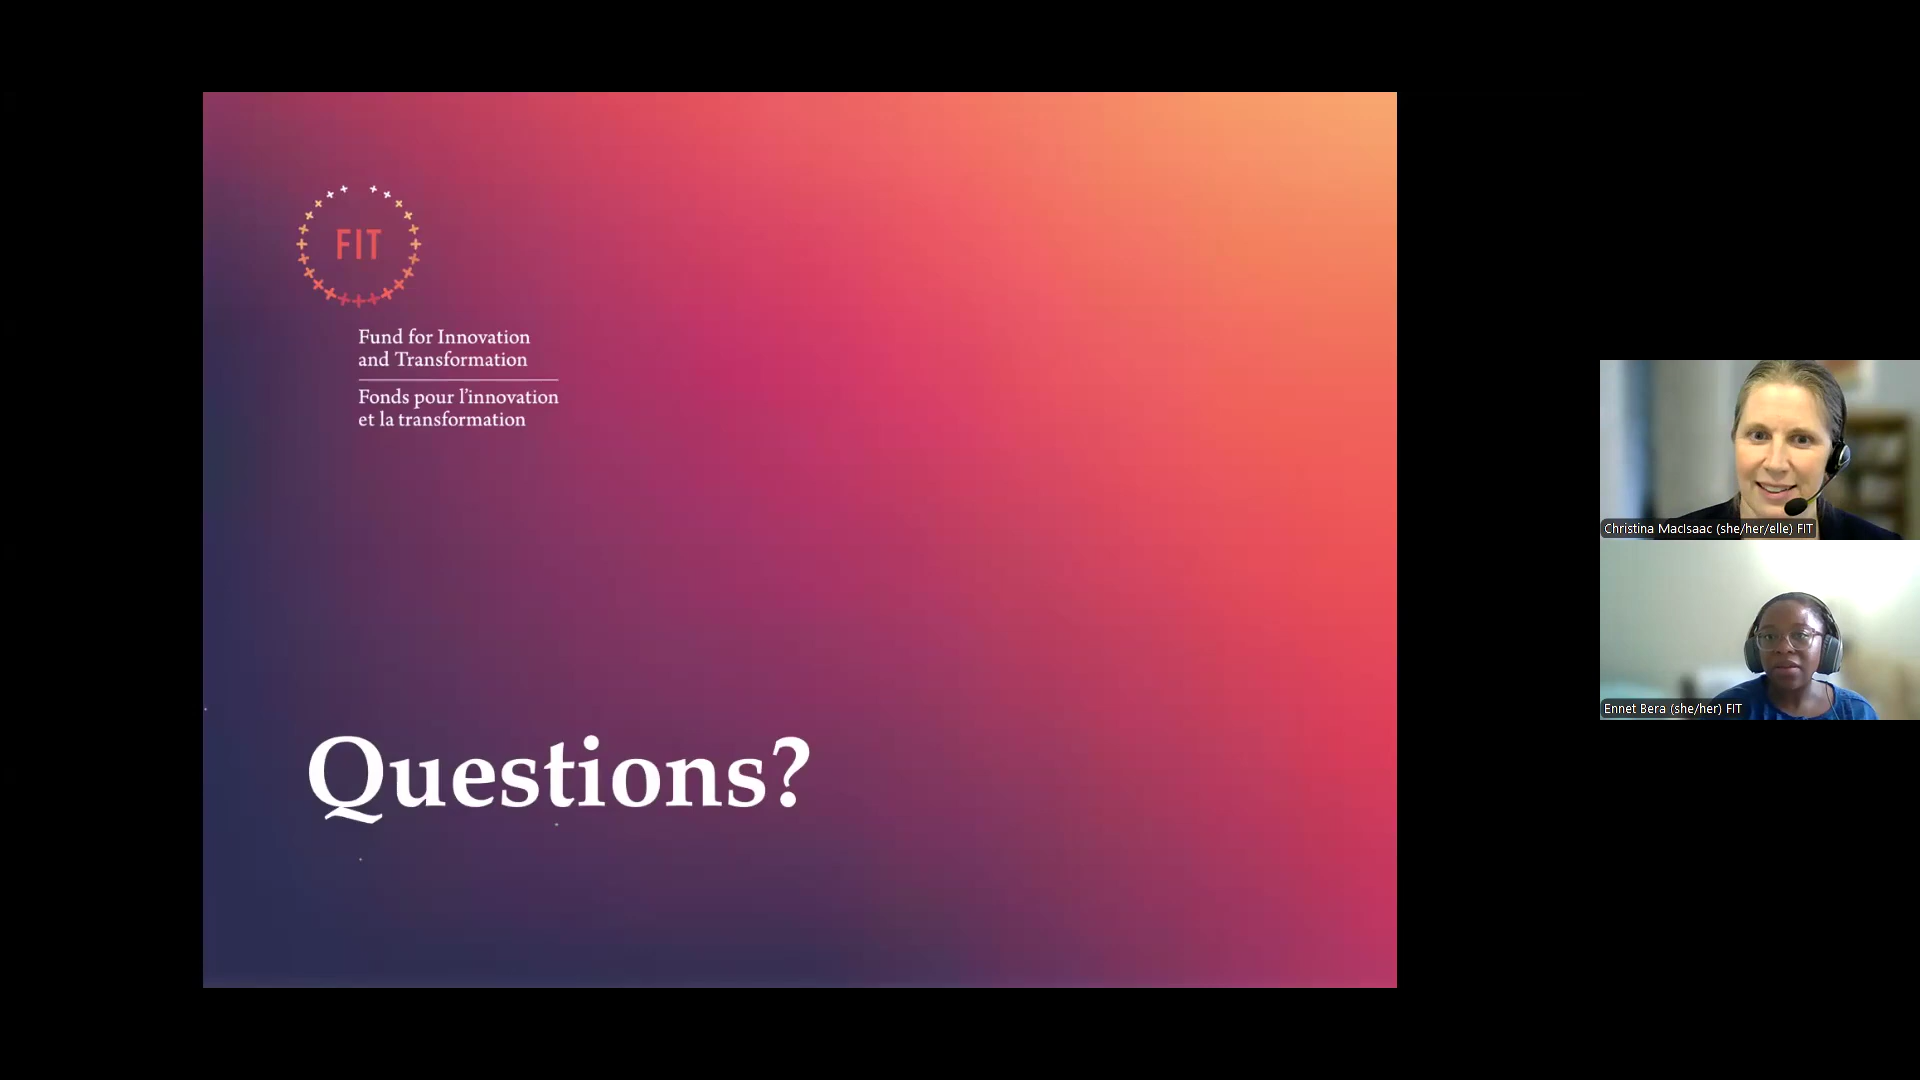 FIT
Fund for Innovation
and Transformation
Fonds pour l'innovation
et la transformation
Questions?
Christina MacIsaac (she/her/elle) FIT
Ennet Bera (she/her) FIT